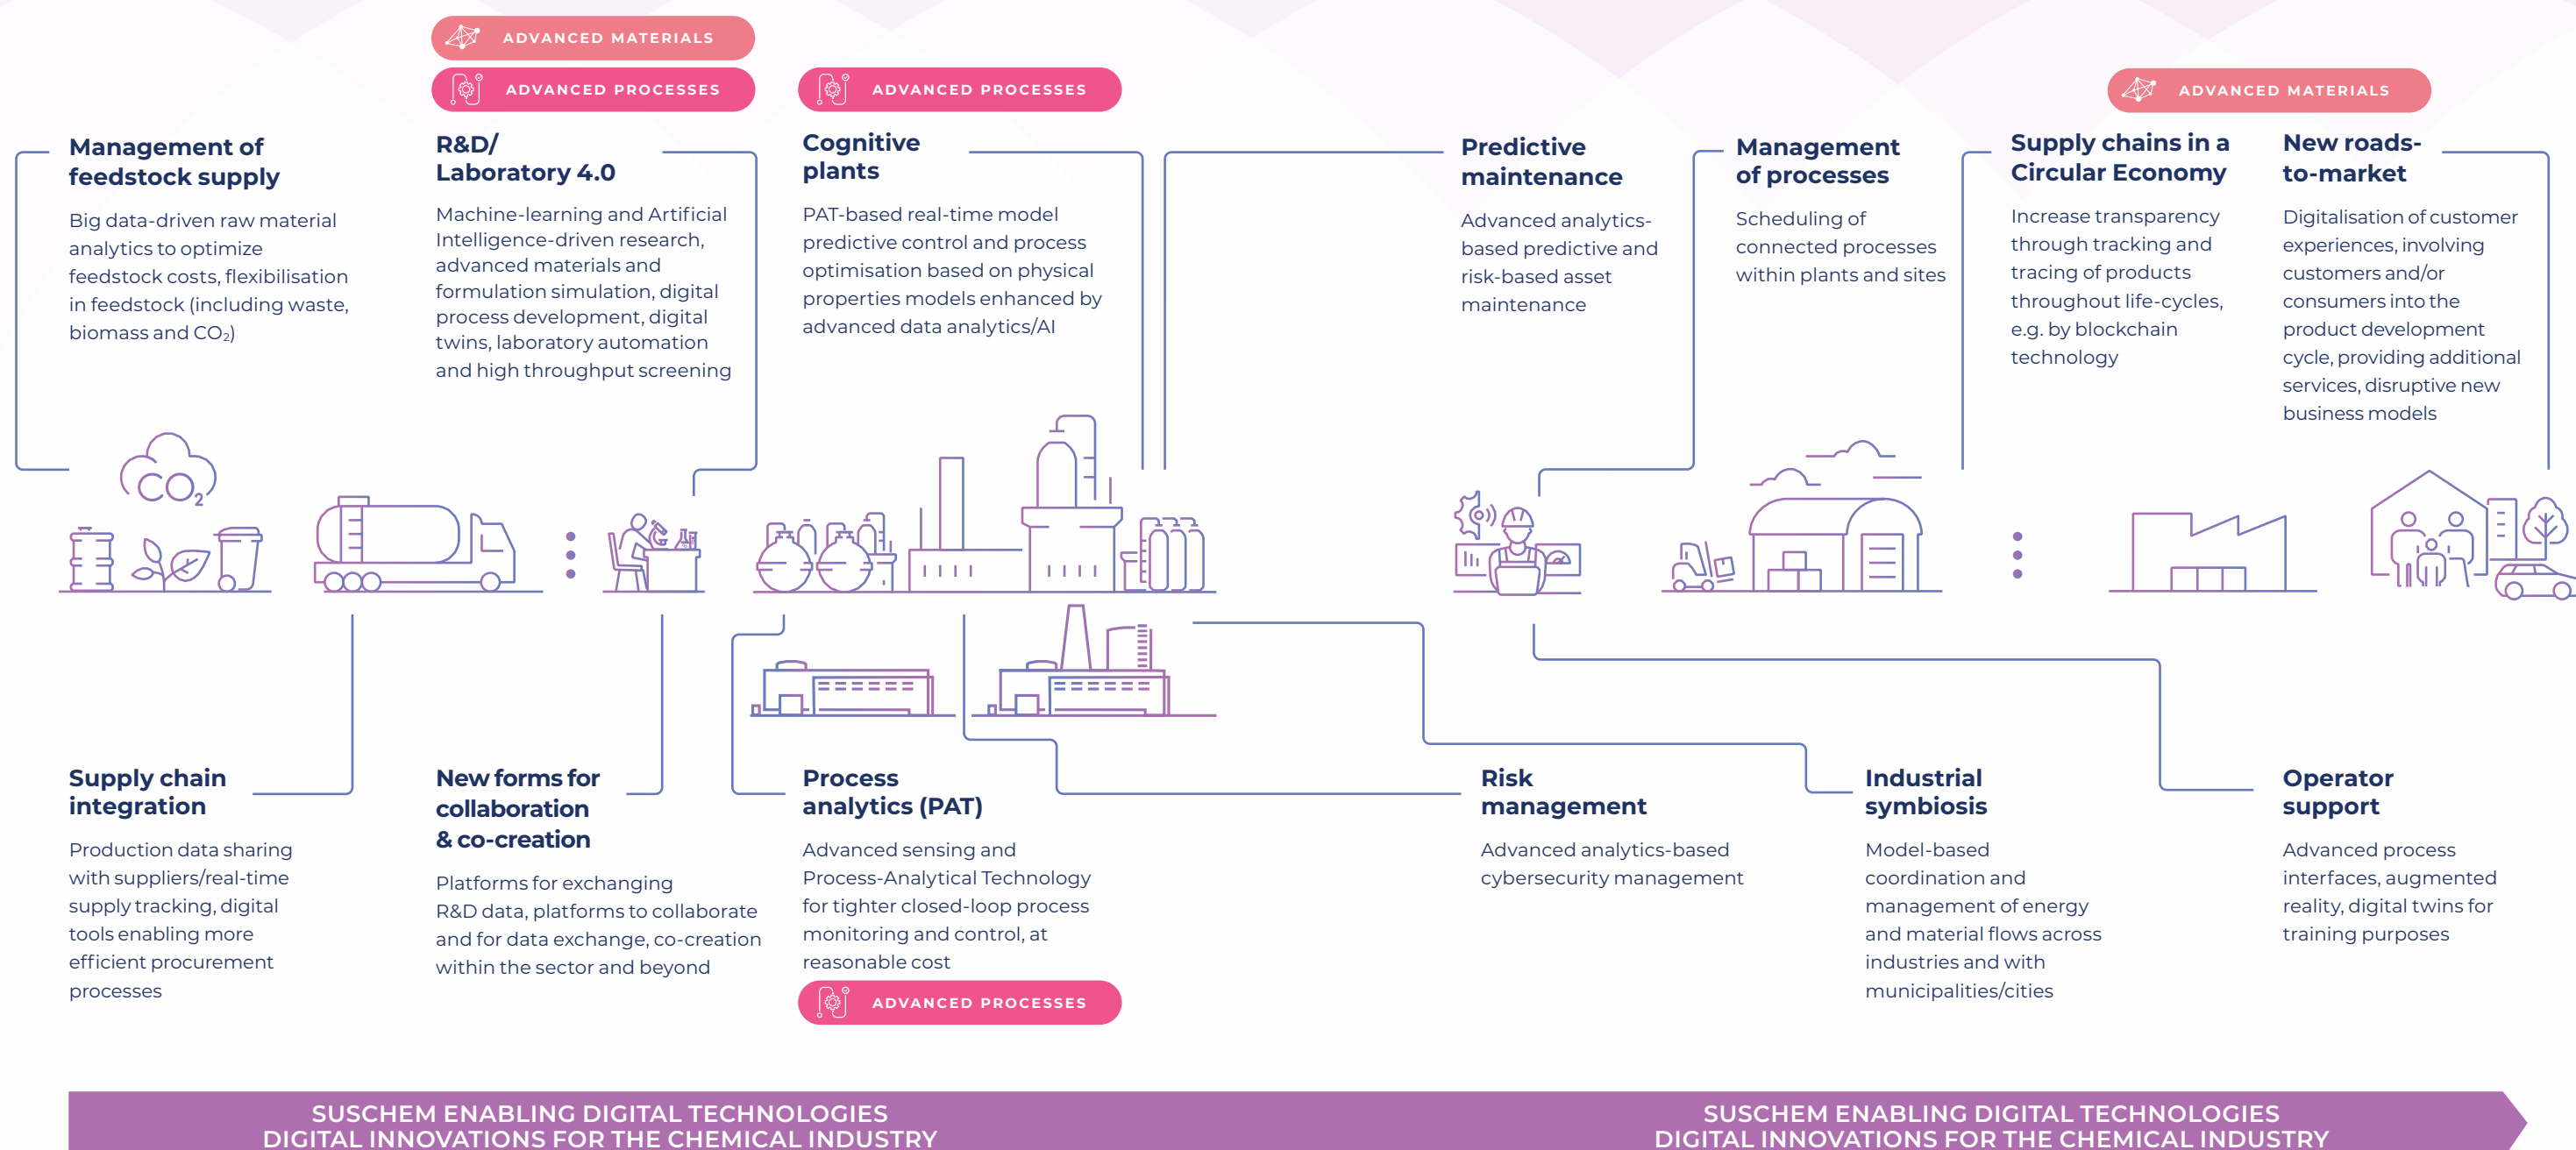 ADVANCED MATERIALS
ADVANCED PROCESSES
R&D/
Laboratory 4.0
Machine-learning and Artificial
Intelligence-driven research,
advanced materials and
formulation simulation, digital
process development, digital
twins, laboratory automation
and high throughput screening
ADVANCED PROCESSES
Cognitive
plants
PAT-based real-time model
predictive control and process
optimisation based on physical
properties models enhanced by
advanced data analytics/AI
Management of
feedstock supply
Big data-driven raw material
analytics to optimize
feedstock costs, flexibilisation
in feedstock (including waste,
biomass and CO₂)
Predictive
maintenance
Advanced analytics-
based predictive and
risk-based asset
maintenance
Management
of processes
Scheduling of
connected processes
within plants and sites
ADVANCED MATERIALS
Supply chains in a
Circular Economy
Increase transparency
through tracking and
tracing of products
throughout life-cycles,
e.g. by blockchain
technology
New roads-
to-market
Digitalisation of customer
experiences, involving
customers and/or
consumers into the
product development
cycle, providing additional
services, disruptive new
business models
CO₂
Supply chain
integration
Production data sharing
with suppliers/real-time
supply tracking, digital
tools enabling more
efficient procurement
processes
New forms for
collaboration
& co-creation
Platforms for exchanging
R&D data, platforms to collaborate
and for data exchange, co-creation
within the sector and beyond
Process
analytics (PAT)
Advanced sensing and
Process-Analytical Technology
for tighter closed-loop process
monitoring and control, at
reasonable cost
ADVANCED PROCESSES
Risk
management
Advanced analytics-based
cybersecurity management
Industrial
symbiosis
Model-based
coordination and
management of energy
and material flows across
industries and with
municipalities/cities
Operator
support
Advanced process
interfaces, augmented
reality, digital twins for
training purposes
SUSCHEM ENABLING DIGITAL TECHNOLOGIES
DIGITAL INNOVATIONS FOR THE CHEMICAL INDUSTRY
SUSCHEM ENABLING DIGITAL TECHNOLOGIES
DIGITAL INNOVATIONS FOR THE CHEMICAL INDUSTRY